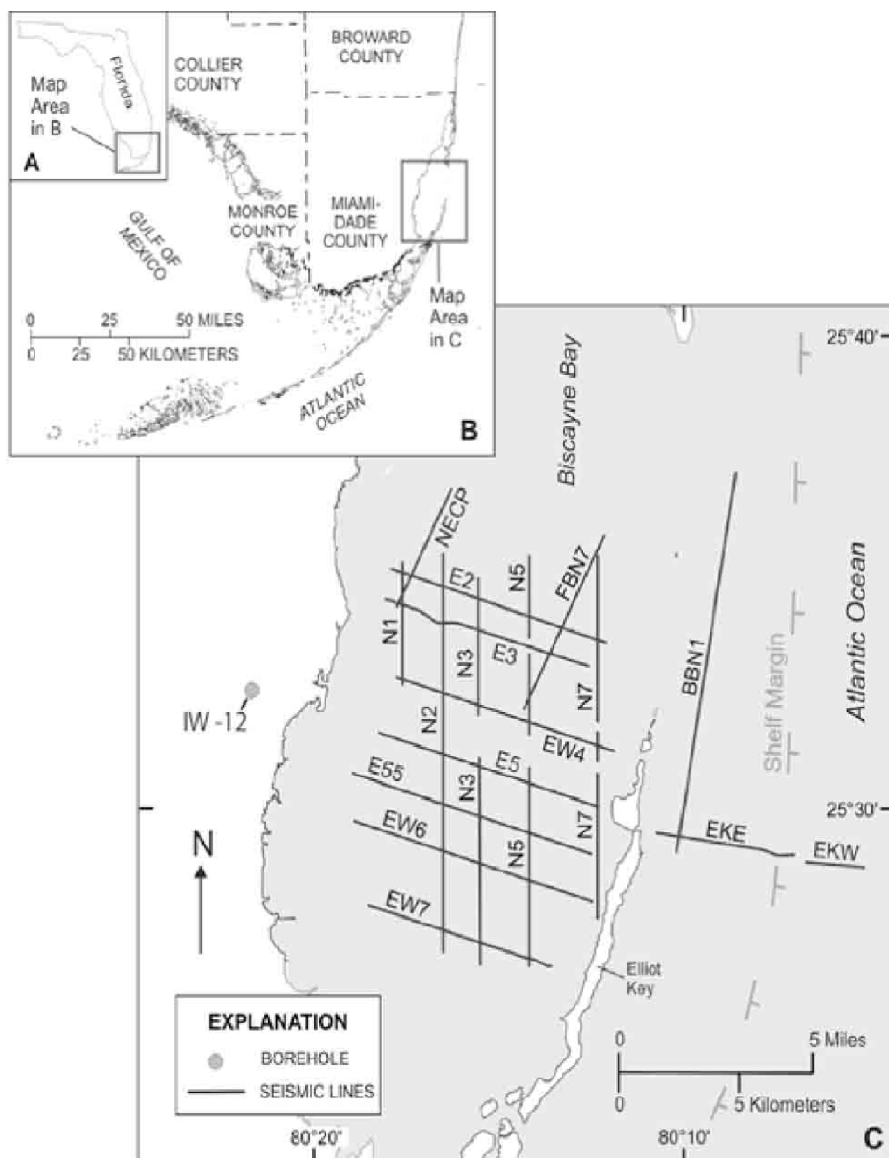 Florida
Map
Area
in B
A
COLLIER
COUNTY
BROWARD
COUNTY
MONROE
COUNTY
MIAMI-
DADE
COUNTY
GULF OF
MEXICO
Map
Area
in C
0 25 50 MILES
0 25 50 KILOMETERS
ATLANTIC
OCEAN
B
Biscayne Bay
25°40'
NECP
E2
N5
FBN7
N1
N3
E3
BBN1
Atlantic Ocean
IW -12
N2
N7
EW4
Shelf Margin
E5
E55
N3
N7
25°30'
EW6
N5
EKE
EKW
N
EW7
Elliot
Key
EXPLANATION
BOREHOLE
SEISMIC LINES
0 5 Miles
0 5 Kilometers
80°20'
80°10'
C